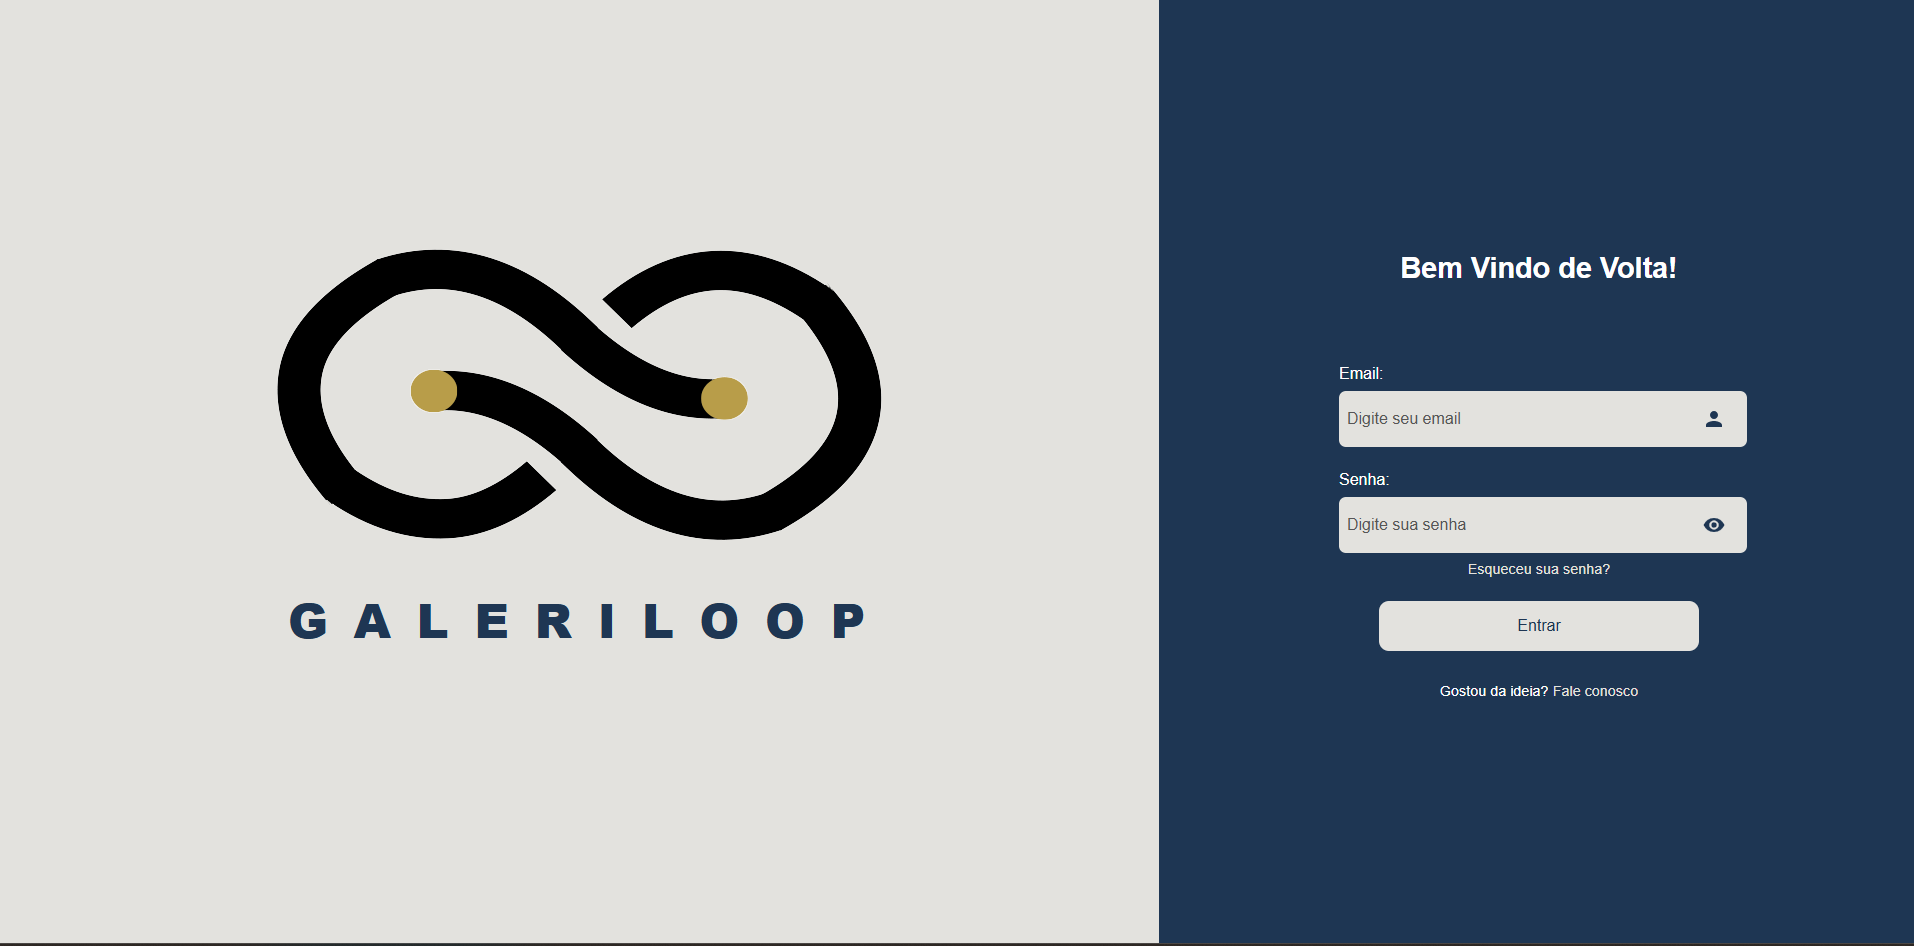 GALERILOOP
Bem Vindo de Volta!
Email:
Digite seu email
Senha:
Digite sua senha
Esqueceu sua senha?
Entrar
Gostou da ideia? Fale conosco